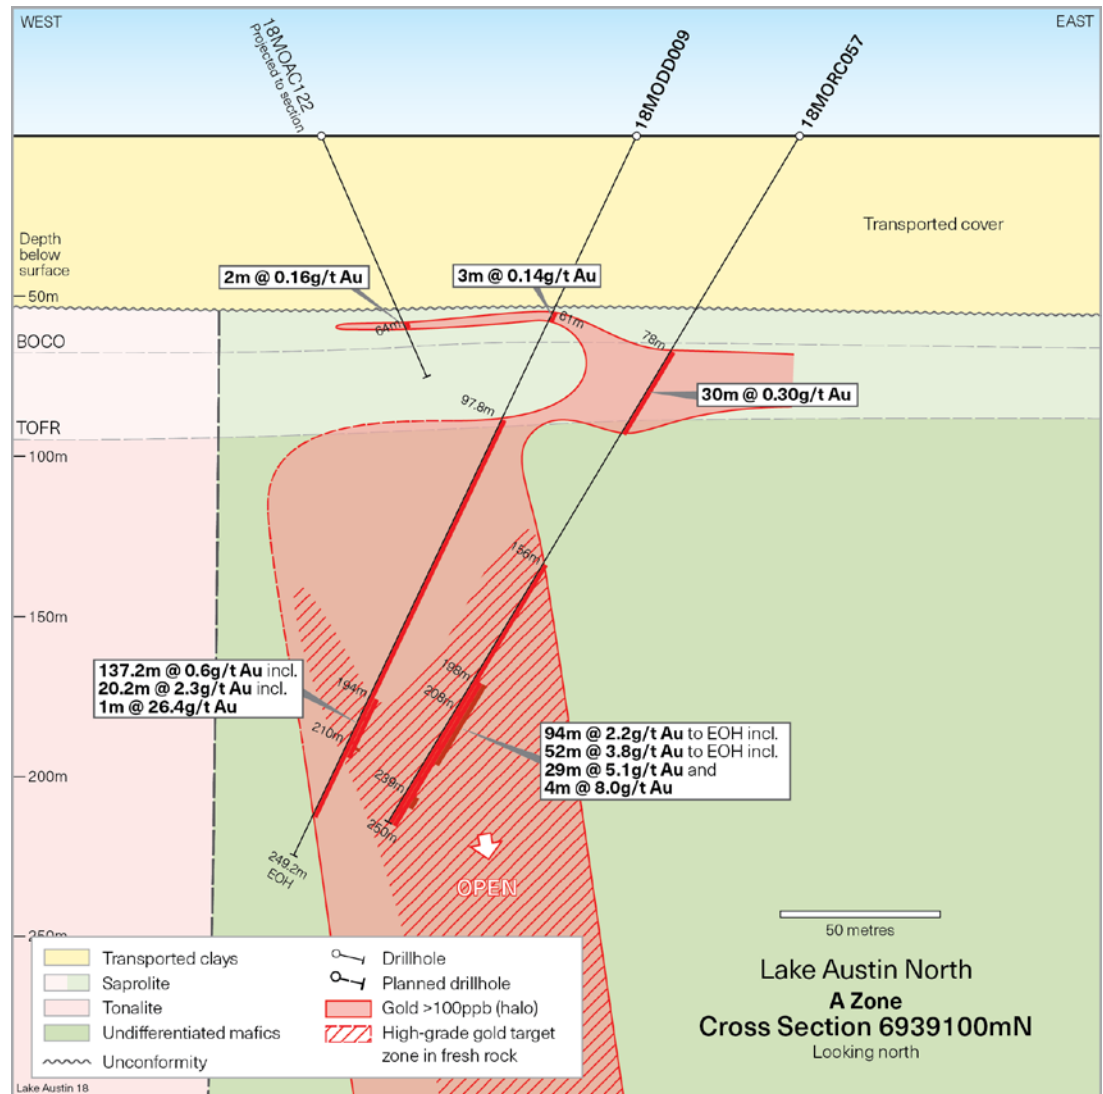 WEST
EAST
18MOAC122
Projected to section
18MODD009
18MORC057
Transported cover
Depth
below
surface
50m
2m @ 0.16g/t Au
3m @ 0.14g/t Au
64m
61m
78m
BOCO
30m @ 0.30g/t Au
97.8m
TOFR
100m
156m
150m
137.2m @ 0.6g/t Au incl.
20.2m @ 2.3g/t Au incl.
1m @ 26.4g/t Au
194m
210m
198m
208m
94m @ 2.2g/t Au to EOH incl.
52m @ 3.8g/t Au to EOH incl.
29m @ 5.1g/t Au and
4m @ 8.0g/t Au
200m
239m
250m
249.2m
EOH
OPEN
250m
50 metres
Transported clays
Saprolite
Tonalite
Undifferentiated mafics
Unconformity
Drillhole
Planned drillhole
Gold >100ppb (halo)
High-grade gold target
zone in fresh rock
Lake Austin North
A Zone
Cross Section 6939100mN
Looking north
Lake Austin 18